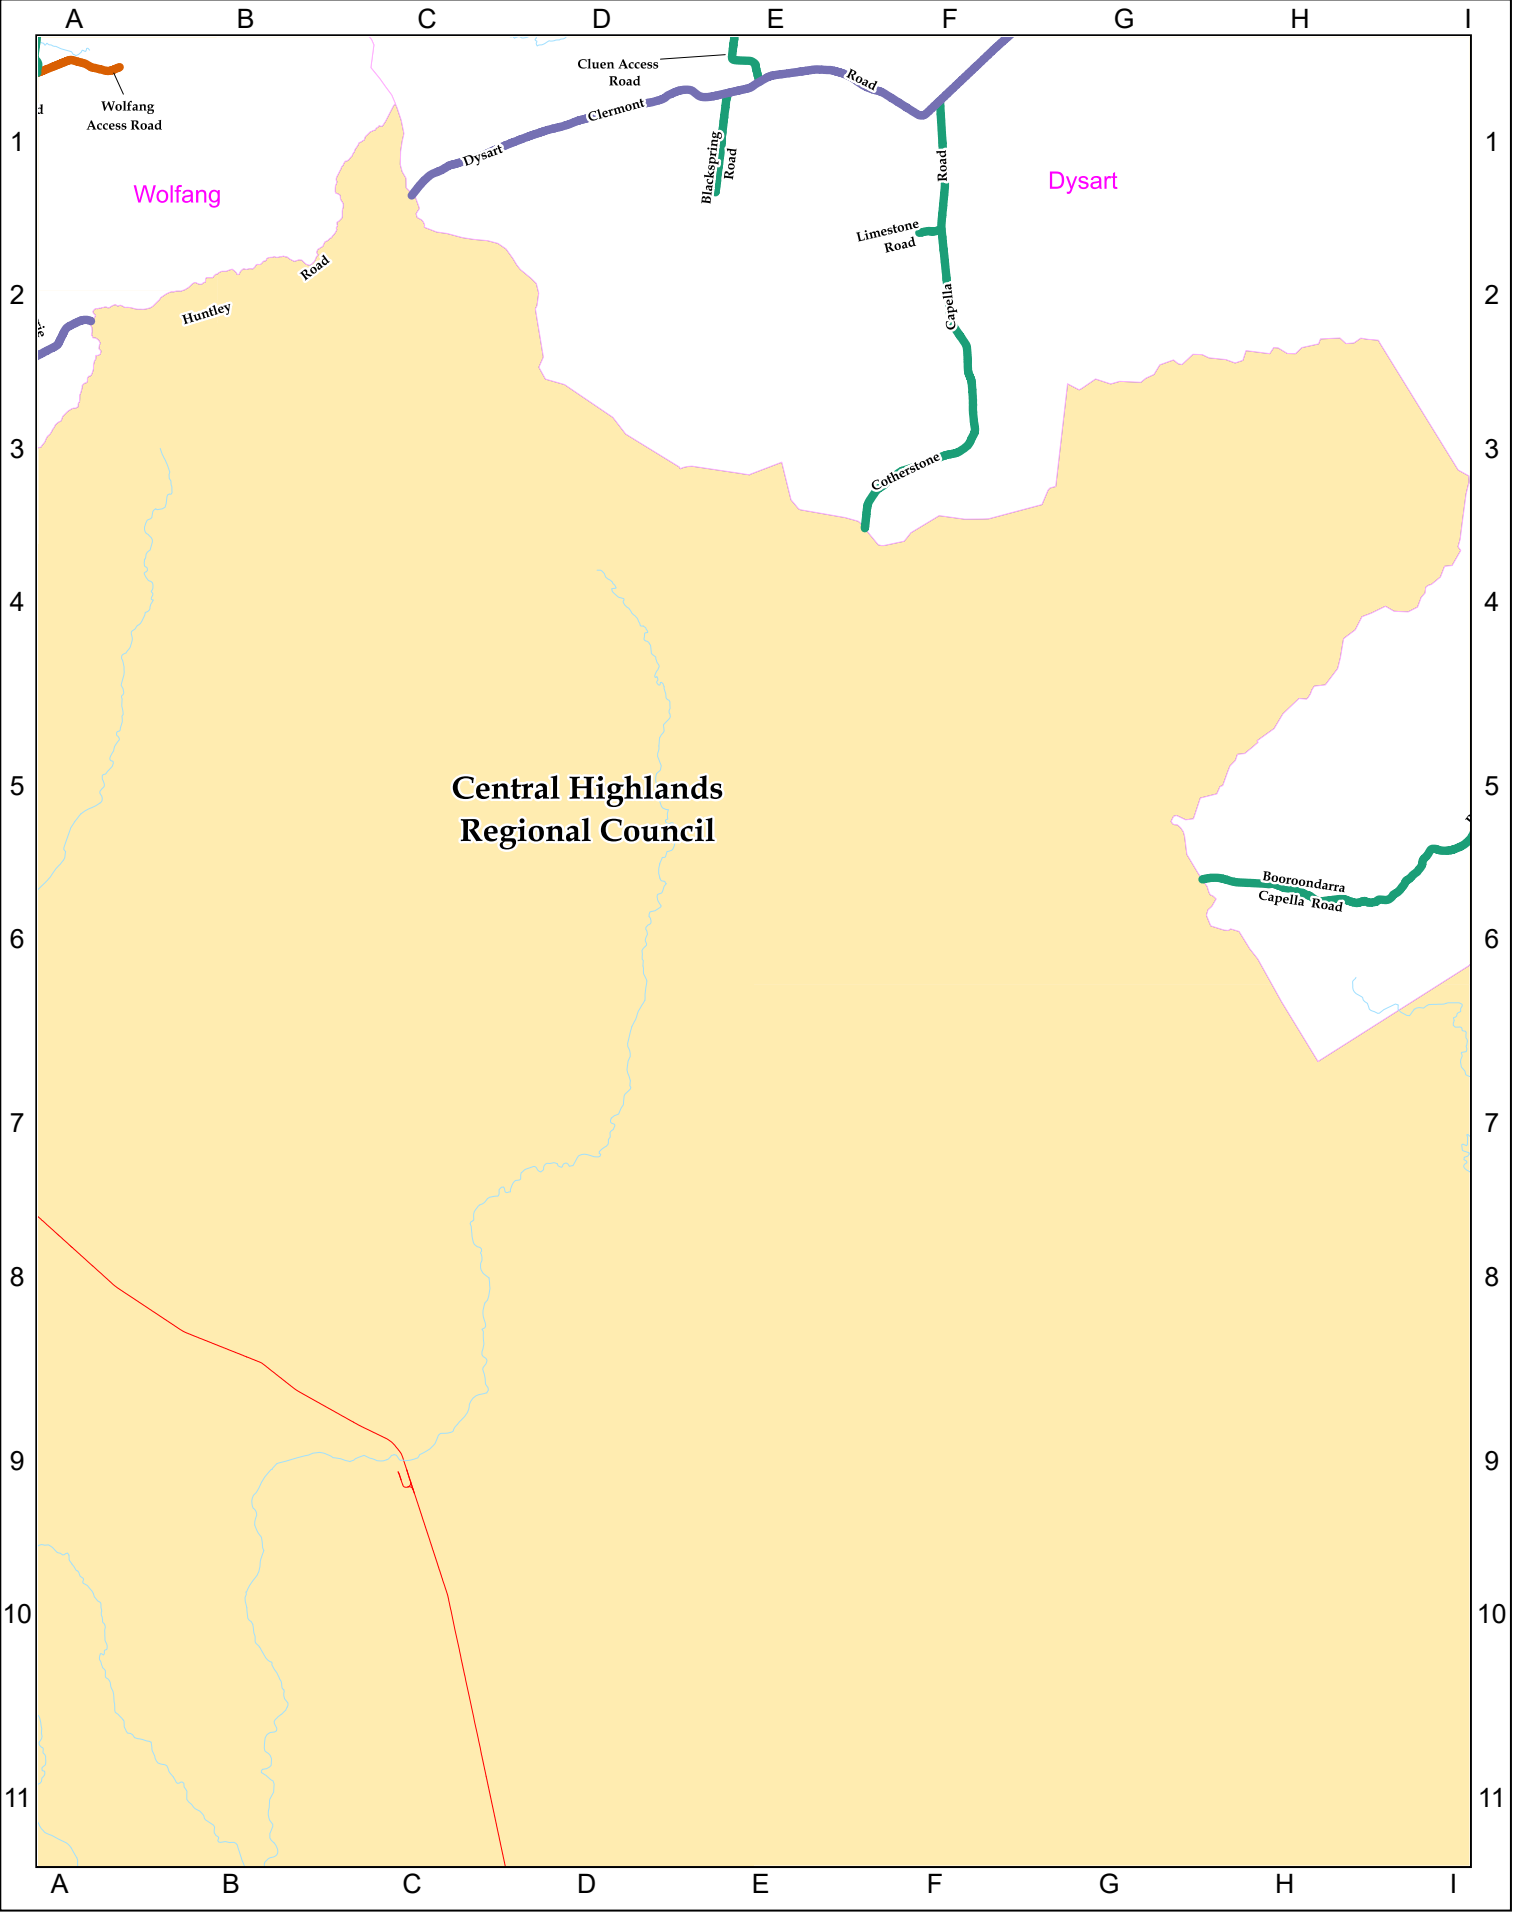 A B C D E F G H I
Cluen Access
Road
Road
Wolfang
Access Road
d
Clermont
1
Dysart
Blackspring
Road
Road
1
Wolfang
Dysart
Limestone
Road
Road
2
Huntley
Capella
2
3
Cotherstone
3
4
4
Central Highlands
Regional Council
5
5
Booroondarra
Capella Road
6
6
7
7
8
8
9
9
10
10
11
11
A B C D E F G H I